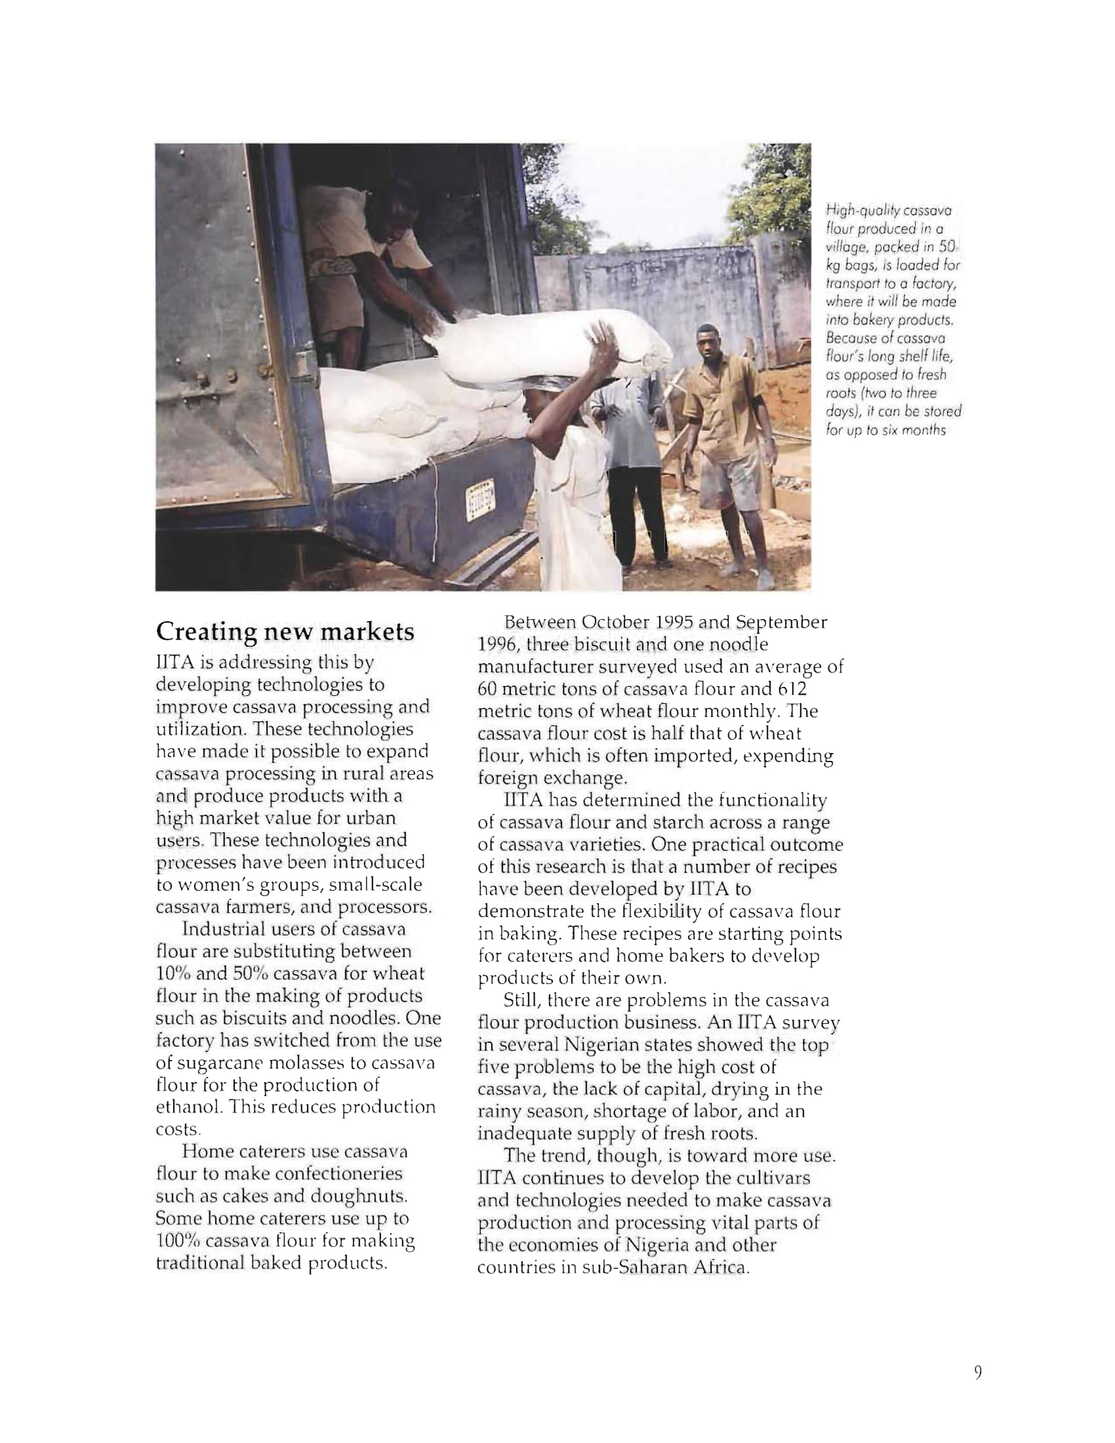 High-quality cassava
flour produced in a
village, packed in 50-
kg bags, is loaded for
transport to a factory,
where it will be made
into bakery products.
Because of cassava
flour's long shelf life,
as opposed to fresh
roots (two to three
days), it can be stored
for up to six months
Creating new markets
IITA is addressing this by
developing technologies to
improve cassava processing and
utilization. These technologies
have made it possible to expand
cassava processing in rural areas
and produce products with a
high market value for urban
users. These technologies and
processes have been introduced
to women's groups, small-scale
cassava farmers, and processors.
Industrial users of cassava
flour are substituting between
10% and 50% cassava for wheat
flour in the making of products
such as biscuits and noodles. One
factory has switched from the use
of sugarcane molasses to cassava
flour for the production of
ethanol. This reduces production
costs.
Home caterers use cassava
flour to make confectioneries
such as cakes and doughnuts.
Some home caterers use up to
100% cassava flour for making
traditional baked products.
Between October 1995 and September
1996, three biscuit and one noodle
manufacturer surveyed used an average of
60 metric tons of cassava flour and 612
metric tons of wheat flour monthly. The
cassava flour cost is half that of wheat
flour, which is often imported, expending
foreign exchange.
IITA has determined the functionality
of cassava flour and starch across a range
of cassava varieties. One practical outcome
of this research is that a number of recipes
have been developed by IITA to
demonstrate the flexibility of cassava flour
in baking. These recipes are starting points
for caterers and home bakers to develop
products of their own.
Still, there are problems in the cassava
flour production business. An IITA survey
in several Nigerian states showed the top
five problems to be the high cost of
cassava, the lack of capital, drying in the
rainy season, shortage of labor, and an
inadequate supply of fresh roots.
The trend, though, is toward more use.
IITA continues to develop the cultivars
and technologies needed to make cassava
production and processing vital parts of
the economies of Nigeria and other
countries in sub-Saharan Africa.
9